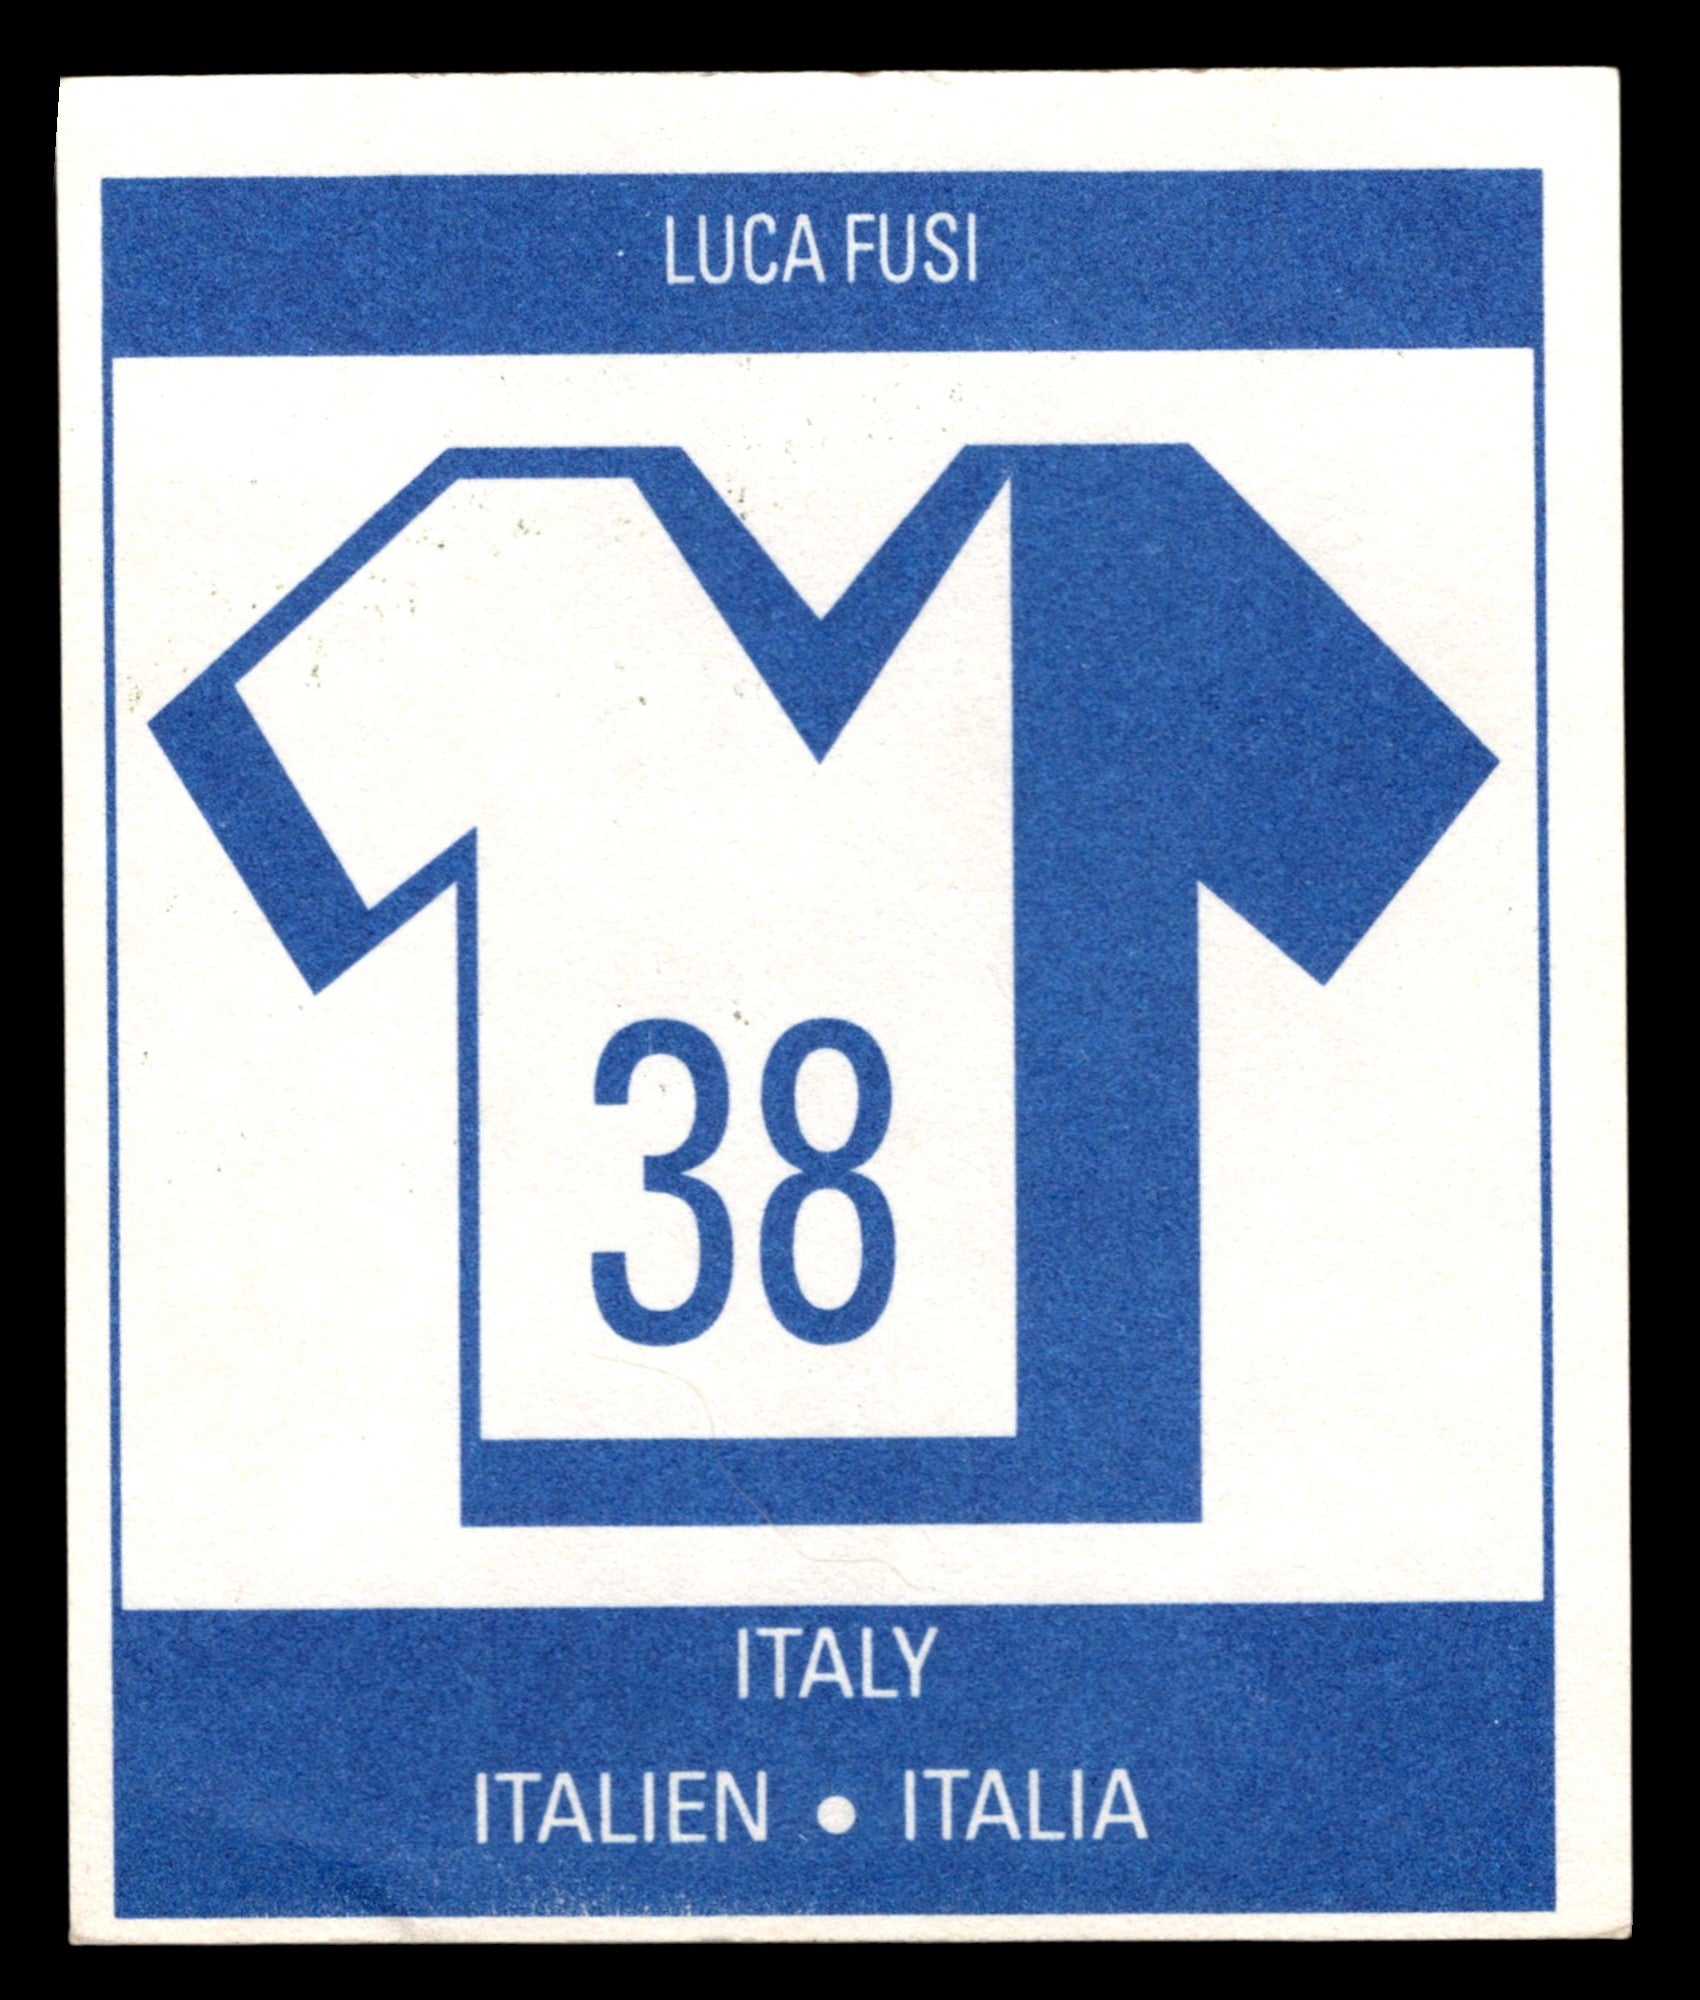 LUCA FUSI
38
ITALY
ITALIEN • ITALIA